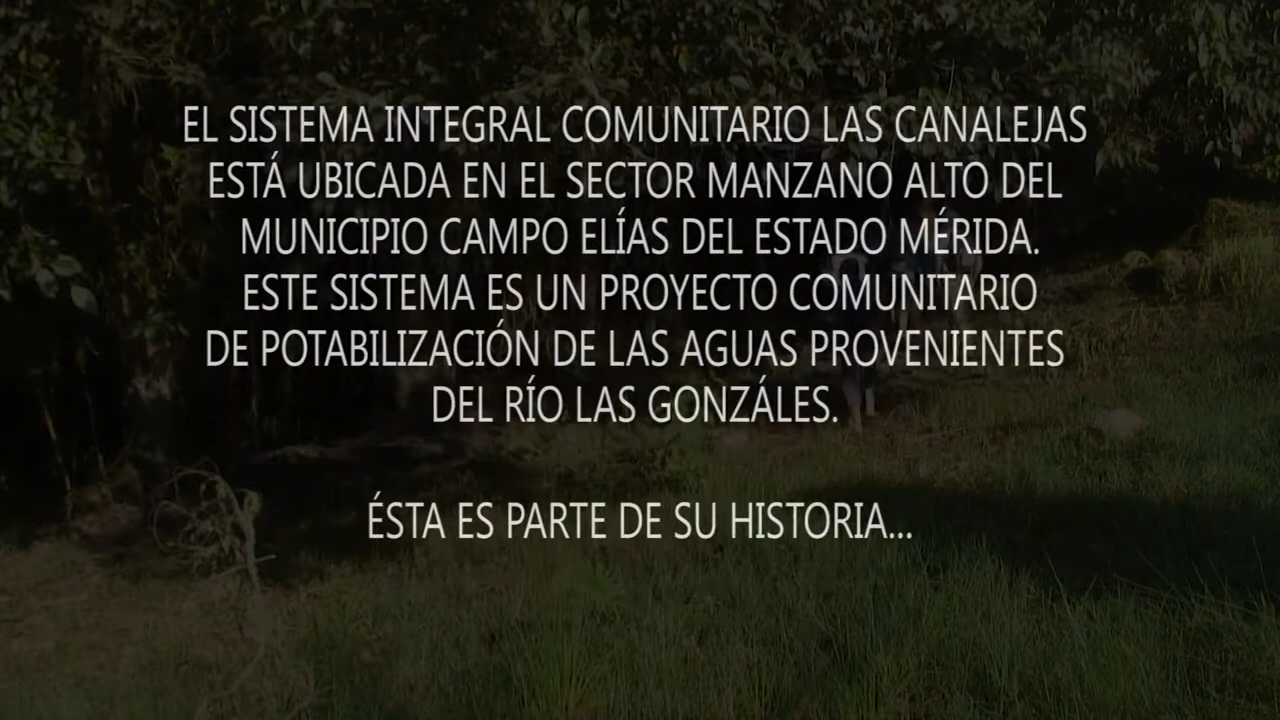 EL SISTEMA INTEGRAL COMUNITARIO LAS CANALEJAS
ESTÁ UBICADA EN EL SECTOR MANZANO ALTO DEL
MUNICIPIO CAMPO ELÍAS DEL ESTADO MÉRIDA.
ESTE SISTEMA ES UN PROYECTO COMUNITARIO
DE POTABILIZACIÓN DE LAS AGUAS PROVENIENTES
DEL RÍO LAS GONZÁLES.
ÉSTA ES PARTE DE SU HISTORIA...